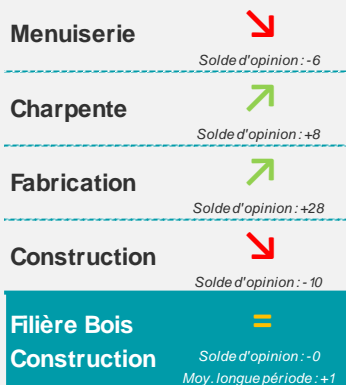 Menuiserie
Solde d'opinion : -6
Charpente
Solde d'opinion : +8
Fabrication
Solde d'opinion : +28
Construction
Solde d'opinion : - 10
Filière Bois
=
Construction
Solde d'opinion : -0
Moy. longue période : +1